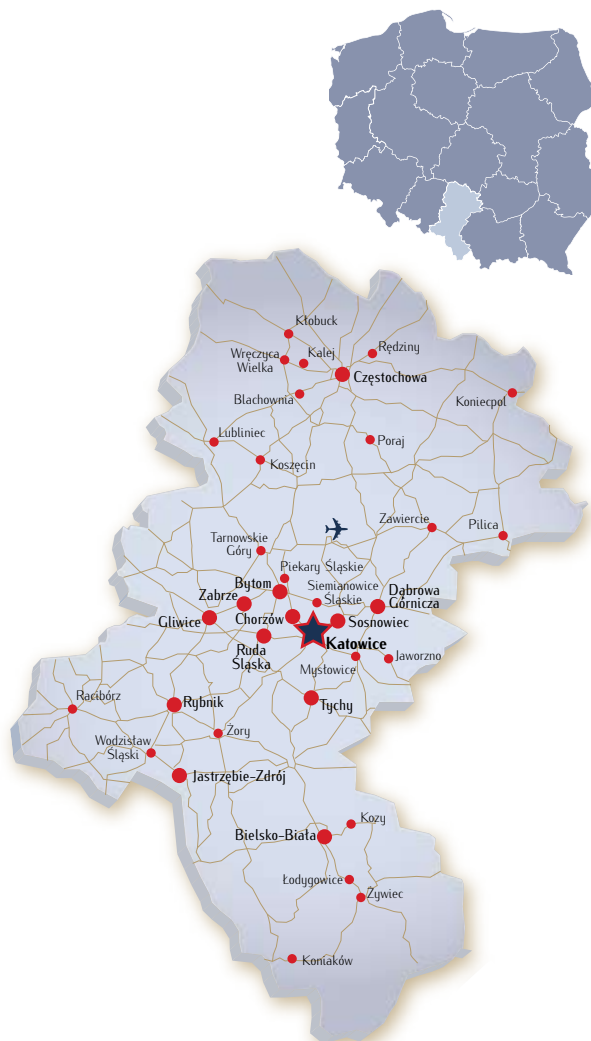 Kłobuck
Rędziny
Wręczyca
Wielka
Kalej
Częstochowa
Blachownia
Koniecpol
Lubliniec
Poraj
Koszęcin
Zawiercie
Pilica
Tarnowskie
Góry
Piekary Śląskie
Bytom
Siemianowice
Śląskie
Dąbrowa
Górnicza
Zabrze
Gliwice
Chorzów
Sosnowiec
Katowice
Ruda
Śląska
Mysłowice
Jaworzno
Racibórz
Rybnik
Tychy
Żory
Wodzisław
Śląski
Jastrzębie-Zdrój
Kozy
Bielsko-Biała
Łodygowice
Żywiec
Koniaków